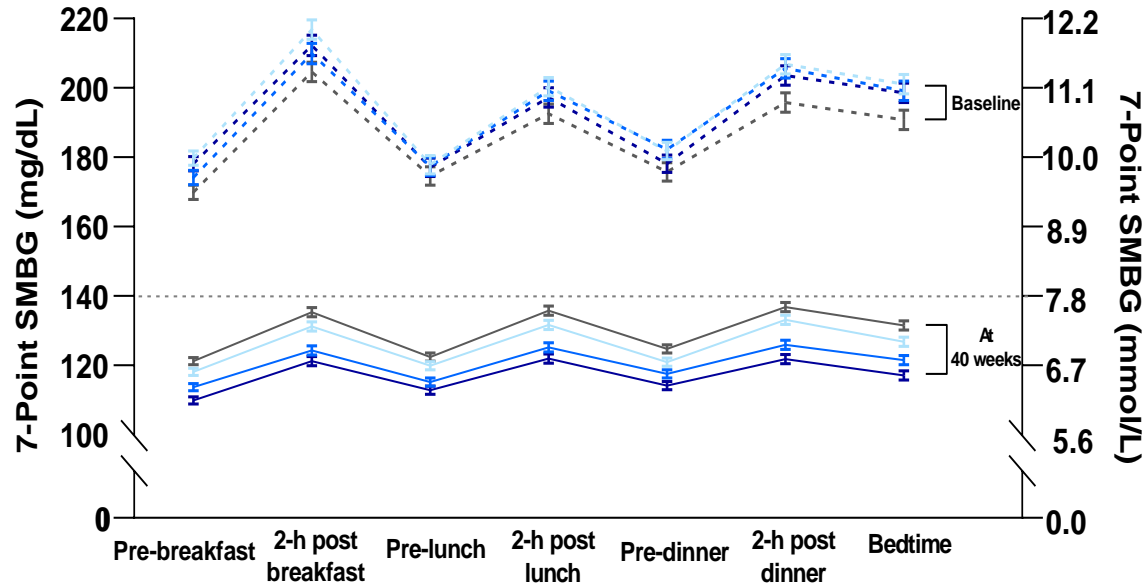 7-Point SMBG (mg/dL)
220
200
180
160
140
120
100
0
12.2
11.1
10.0
8.9
7.8
6.7
5.6
0.0
7-Point SMBG (mmol/L)
Baseline
At
40 weeks
Pre-breakfast
2-h post
breakfast
Pre-lunch
2-h post
lunch
Pre-dinner
2-h post
dinner
Bedtime